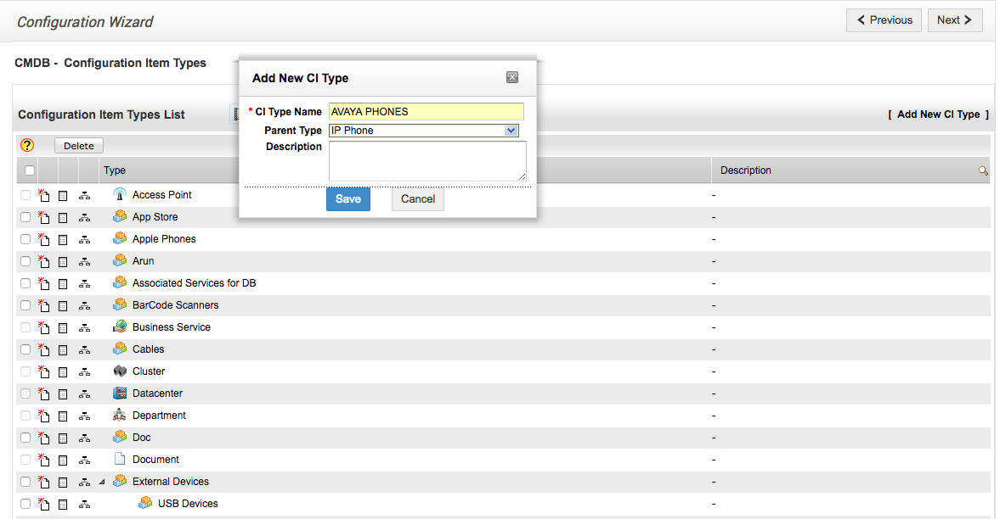 Configuration Wizard
Previous
Next
CMDB - Configuration Item Types
Add New CI Type
Configuration Item Types List
[ Add New CI Type ]
* CI Type Name AVAYA PHONES
Parent Type IP Phone
Description
Save Cancel
? Delete
Type Description
Access Point -
App Store -
Apple Phones -
Arun -
Associated Services for DB -
BarCode Scanners -
Business Service -
Cables -
Cluster -
Datacenter -
Department -
Doc -
Document -
External Devices -
USB Devices -